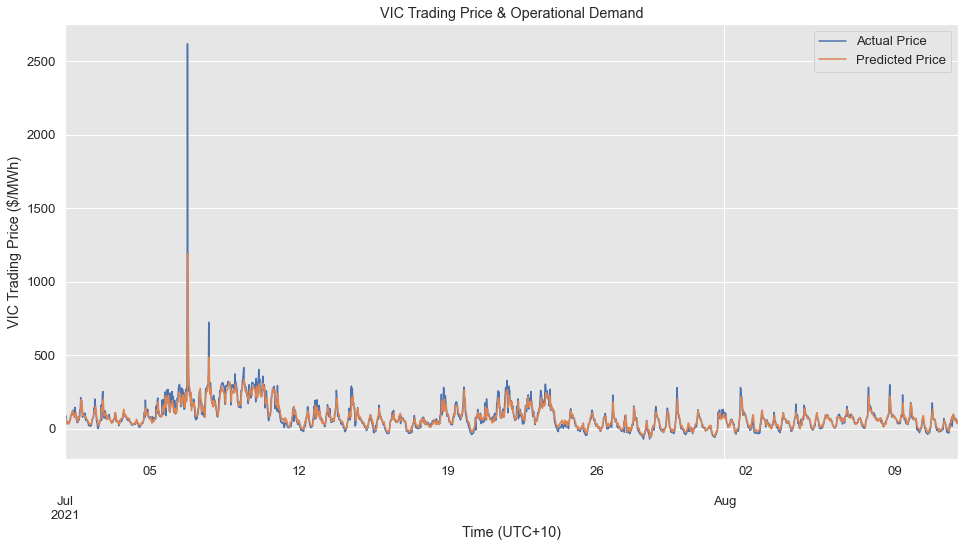 VIC Trading Price & Operational Demand
Actual Price
Predicted Price
VIC Trading Price ($/MWh)
2500
2000
1500
1000
500
0
05
12
19
26
02
09
Jul
2021
Aug
Time (UTC+10)